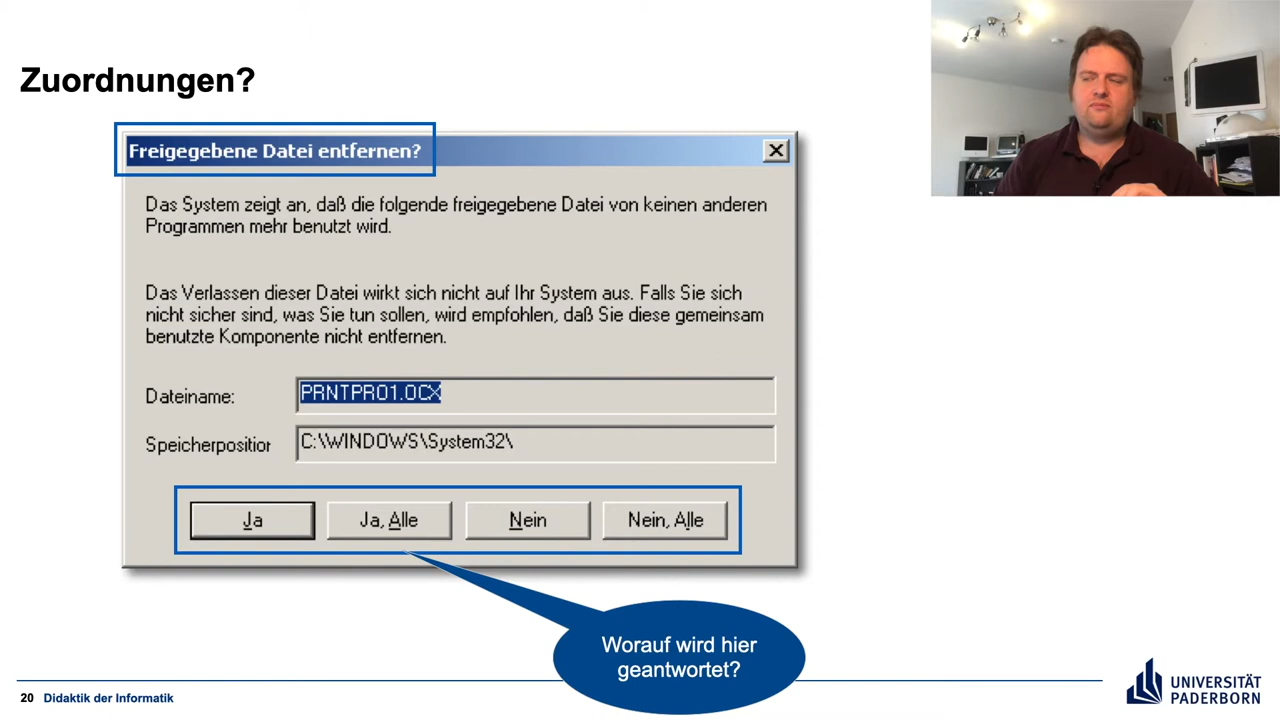 Zuordnungen?
Freigegebene Datei entfernen?
Das System zeigt an, daß die folgende freigegebene Datei von keinen anderen
Programmen mehr benutzt wird.
Das Verlassen dieser Datei wirkt sich nicht auf Ihr System aus. Falls Sie sich
nicht sicher sind, was Sie tun sollen, wird empfohlen, daß Sie diese gemeinsam
benutzte Komponente nicht entfernen.
Dateiname: PRNTPRO1.OCX
Speicherposition C:\WINDOWS\System32\
Ja Ja, Alle Nein Nein, Alle
Worauf wird hier
geantwortet?
20 Didaktik der Informatik
UNIVERSITÄT
PADERBORN